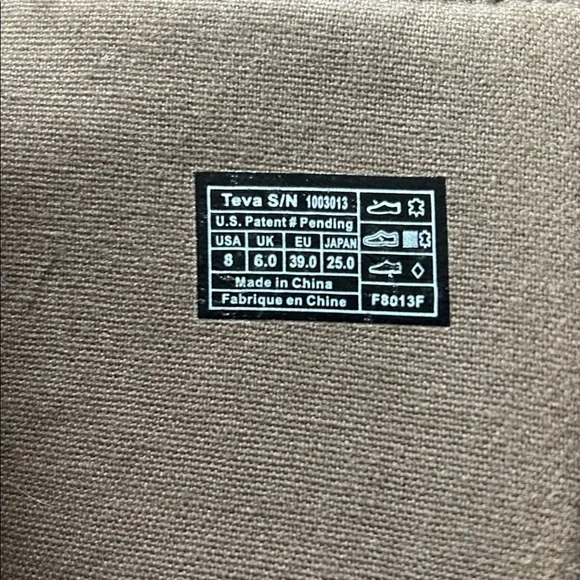 Teva S/N 1003013
U.S. Patent # Pending
USA UK EU JAPAN
8 6.0 39.0 25.0
Made in China
Fabrique en Chine
F8013F